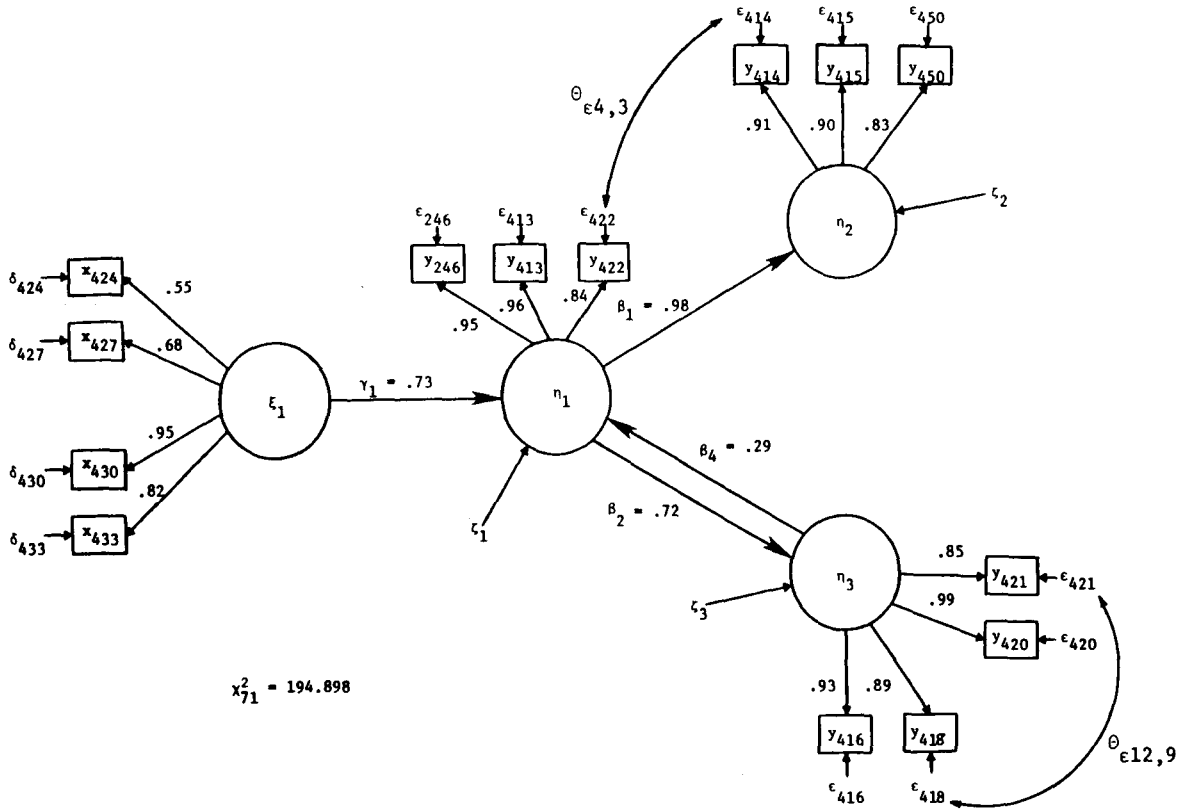 ε414 ε415 ε450
y414 y415 y450
Θε4,3
.91 .90 .83
η2
ζ2
ε246 ε413 ε422
y246 y413 y422
.95 .96 .84
β1 = .98
δ424 x424 .55
δ427 x427 .68
ξ1
γ1 = .73
η1
δ430 x430 .95
δ433 x433 .82
ζ1
β4 = .29
β2 = .72
η3
ζ3
.85 y421 ε421
.99 y420 ε420
.93 .89
y416 y418
ε416 ε418
Θε12,9
χ²71 = 194.898